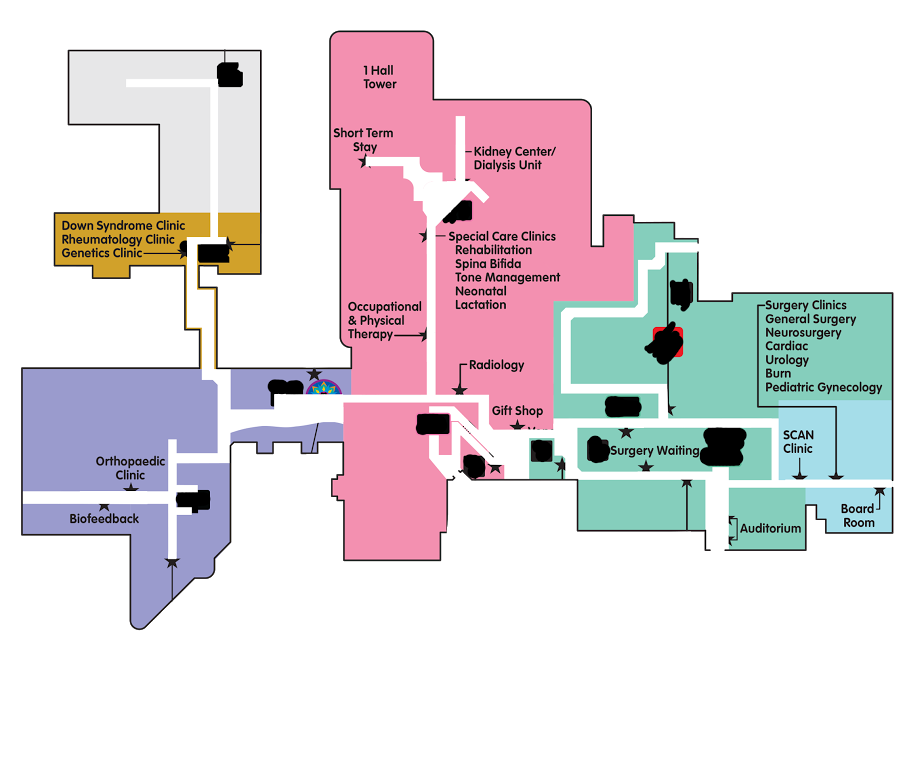 1 Hall
Tower
Short Term
Stay
Kidney Center/
Dialysis Unit
Down Syndrome Clinic
Rheumatology Clinic
Genetics Clinic
Special Care Clinics
Rehabilitation
Spina Bifida
Tone Management
Neonatal
Lactation
Occupational
& Physical
Therapy
Surgery Clinics
General Surgery
Neurosurgery
Cardiac
Urology
Burn
Pediatric Gynecology
Radiology
Gift Shop
Surgery Waiting
SCAN
Clinic
Orthopaedic
Clinic
Biofeedback
Board
Room
Auditorium